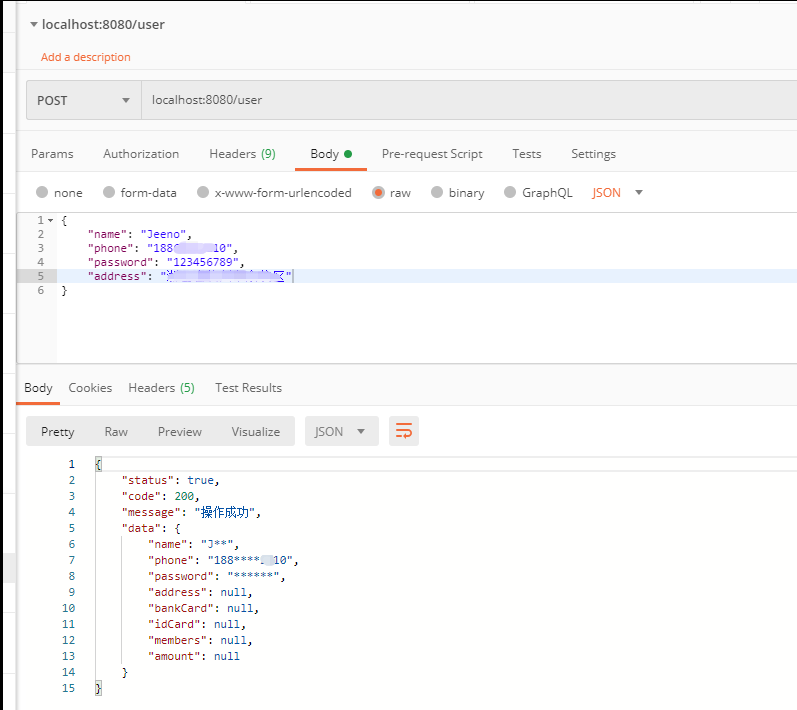 localhost:8080/user
Add a description
POST localhost:8080/user
Params Authorization Headers (9) Body Pre-request Script Tests Settings
none form-data x-www-form-urlencoded raw binary GraphQL JSON
1 {
2 "name": "Jeeno",
3 "phone": "188 10",
4 "password": "123456789",
5 "address": " "
6 }
Body Cookies Headers (5) Test Results
Pretty Raw Preview Visualize JSON
1 {
2 "status": true,
3 "code": 200,
4 "message": "操作成功",
5 "data": {
6 "name": "J**",
7 "phone": "188**** 10",
8 "password": "******",
9 "address": null,
10 "bankCard": null,
11 "idCard": null,
12 "members": null,
13 "amount": null
14 }
15 }